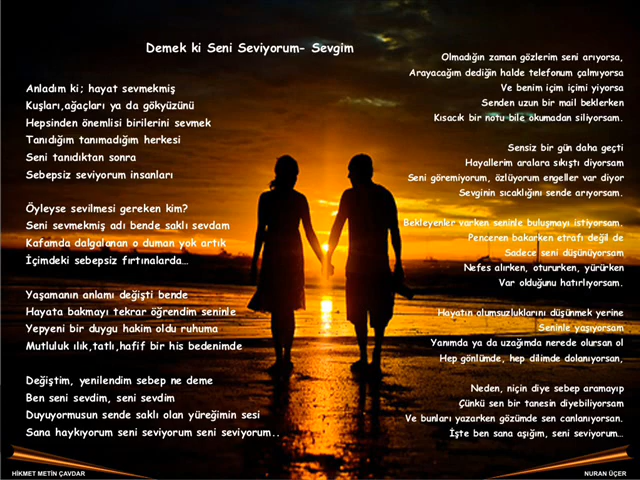 Demek ki Seni Seviyorum- Sevgim
Anladım ki; hayat sevmekmiş
Kuşları,ağaçları ya da gökyüzünü
Hepsinden önemlisi birilerini sevmek
Tanıdığım tanımadığım herkesi
Seni tanıdıktan sonra
Sebepsiz seviyorum insanları
Öyleyse sevilmesi gereken kim?
Seni sevmekmiş adı bende saklı sevdam
Kafamda dalgalanan o duman yok artık
İçimdeki sebepsiz fırtınalarda...
Yaşamanın anlamı değişti bende
Hayata bakmayı tekrar öğrendim seninle
Yepyeni bir duygu hakim oldu ruhuma
Mutluluk ılık,tatlı,hafif bir his bedenimde
Değiştim, yenilendim sebep ne deme
Ben seni sevdim, seni sevdim
Duyuyormusun sende saklı olan yüreğimin sesi
Sana haykıyorum seni seviyorum seni seviyorum..
Olmadığın zaman gözlerim seni arıyorsa,
Arayacağım dediğin halde telefonum çalmıyorsa
Ve benim içim içimi yiyorsa
Senden uzun bir mail beklerken
Kısacık bir notu bile okumadan siliyorsam.
Sensiz bir gün daha geçti
Hayallerim aralara sıkıştı diyorsam
Seni göremiyorum, özlüyorum engeller var diyor
Sevginin sıcaklığını sende arıyorsam.
Bekleyenler varken seninle buluşmayı istiyorsam.
Penceren bakarken etrafı değil de
Sadece seni düşünüyorsam
Nefes alırken, otururken, yürürken
Var olduğunu hatırlıyorsam.
Hayatın olumsuzluklarını düşünmek yerine
Seninle yaşıyorsam
Yanımda ya da uzağımda nerede olursan ol
Hep gönlümde, hep dilimde dolanıyorsan,
Neden, niçin diye sebep aramayıp
Çünkü sen bir tanesin diyebiliyorsam
Ve bunları yazarken gözümde sen canlanıyorsan.
İşte ben sana aşığım, seni seviyorum...
HİKMET METİN ÇAVDAR
NURAN ÜÇER